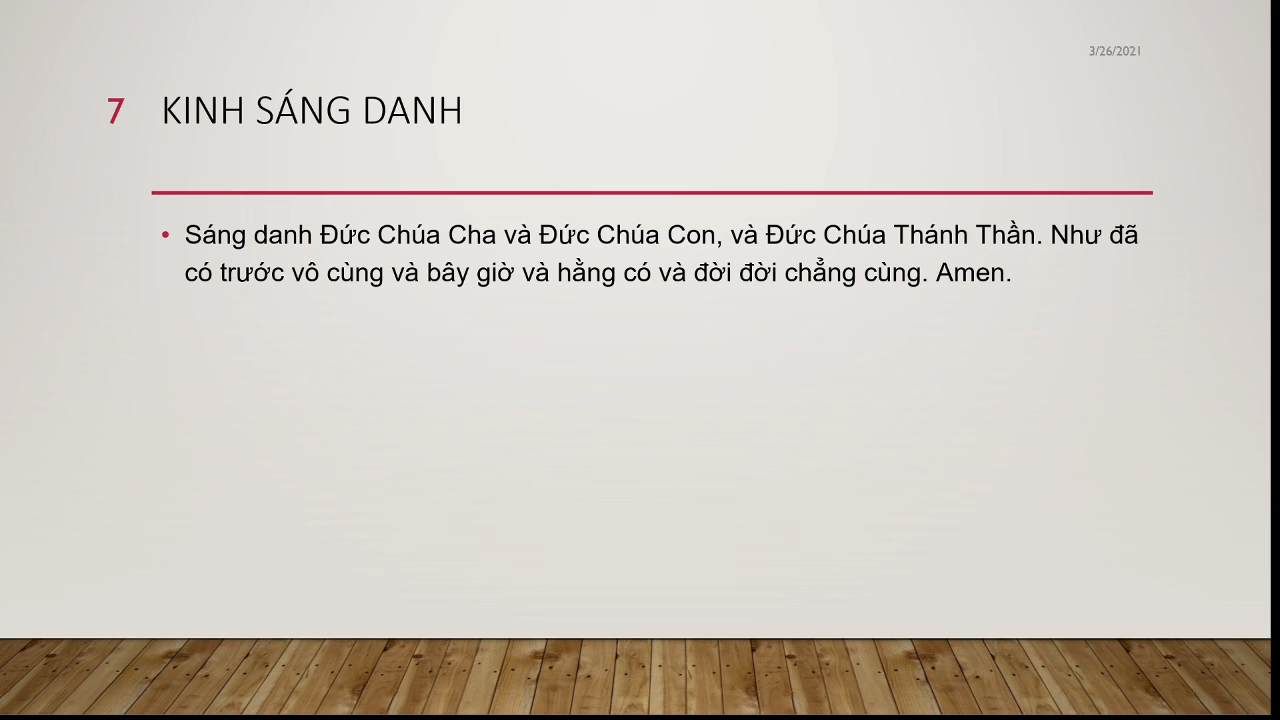 3/26/2021
7 KINH SÁNG DANH
• Sáng danh Đức Chúa Cha và Đức Chúa Con, và Đức Chúa Thánh Thần. Như đã
có trước vô cùng và bây giờ và hằng có và đời đời chẳng cùng. Amen.